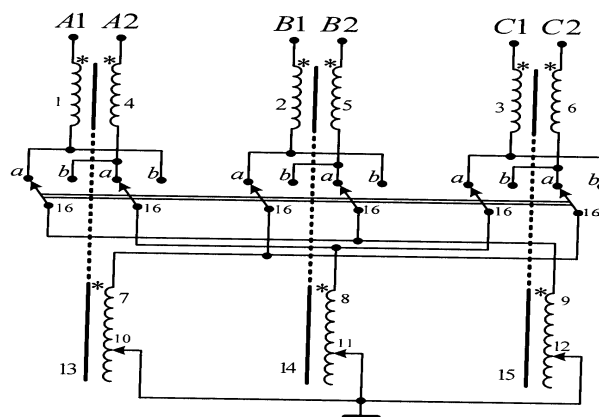 A1 A2 B1 B2 C1 C2
* * * * * *
1 4 2 5 3 6
a b a b a b a b a b a b
16 16 16 16 16 16
* 7 * 8 * 9
10 11 12
13 14 15